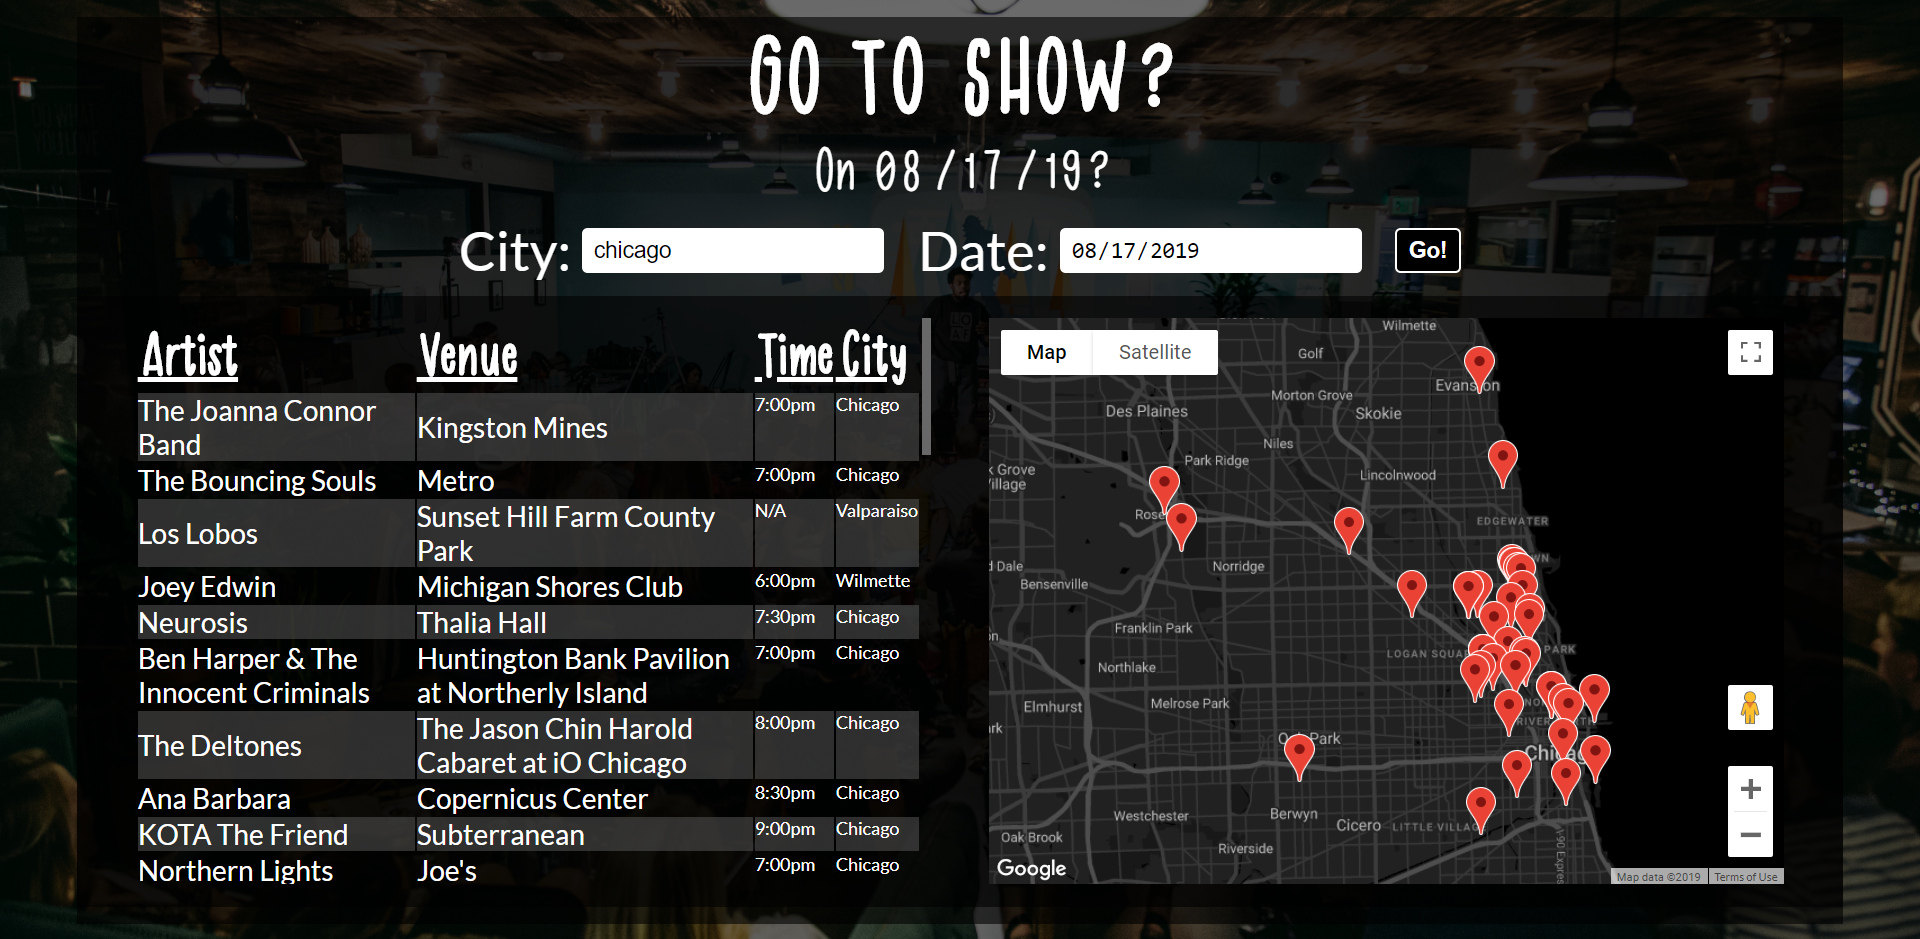 GO TO SHOW?
On 08/17/19?
City: chicago Date: 08/17/2019 Go!
Artist Venue Time City
The Joanna Connor Band Kingston Mines 7:00pm Chicago
The Bouncing Souls Metro 7:00pm Chicago
Los Lobos Sunset Hill Farm County Park N/A Valparaiso
Joey Edwin Michigan Shores Club 6:00pm Wilmette
Neurosis Thalia Hall 7:30pm Chicago
Ben Harper & The Innocent Criminals Huntington Bank Pavilion at Northerly Island 7:00pm Chicago
The Deltones The Jason Chin Harold Cabaret at iO Chicago 8:00pm Chicago
Ana Barbara Copernicus Center 8:30pm Chicago
KOTA The Friend Subterranean 9:00pm Chicago
Northern Lights Joe's 7:00pm Chicago
Map Satellite
Wilmette
Golf
Evanston
Morton Grove
Des Plaines
Skokie
Niles
Park Ridge
Lincolnwood
k Grove
Village
Rose
EDGEWATER
Norridge
d Dale
Bensenville
Franklin Park
LOGAN SQUA
PARK
Northlake
Melrose Park
Elmhurst
Oak Park
Chicag
Westchester
Berwyn
Cicero
LITTLE VILLAG
Oak Brook
Riverside
Google
Map data ©2019 Terms of Use